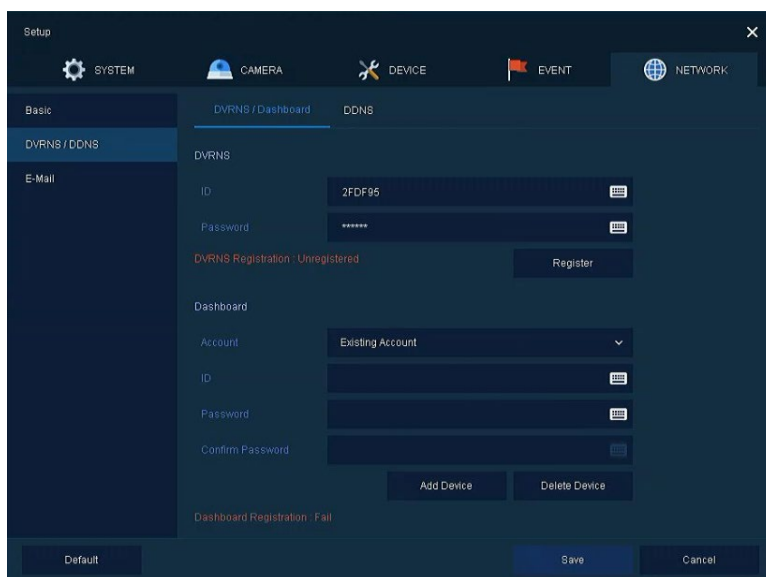 Setup
SYSTEM CAMERA DEVICE EVENT NETWORK
Basic
DVRNS / DDNS
E-Mail
DVRNS / Dashboard DDNS
DVRNS
ID 2FDF95
Password ******
DVRNS Registration : Unregistered Register
Dashboard
Account Existing Account
ID
Password
Confirm Password
Add Device Delete Device
Dashboard Registration : Fail
Default Save Cancel